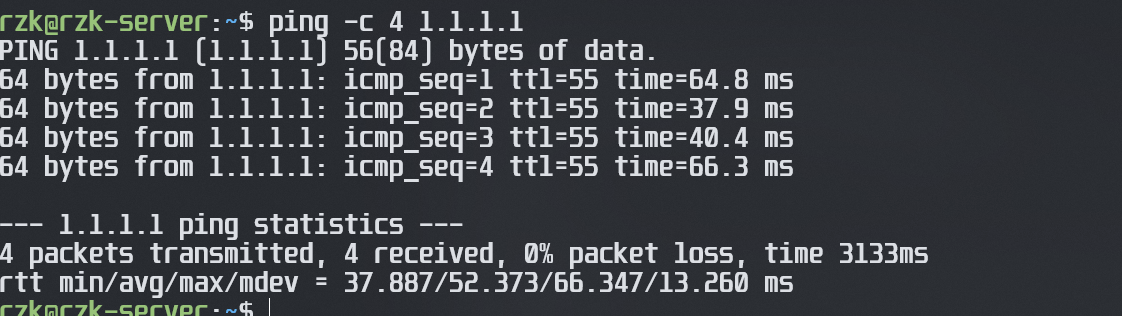 rzk@rzk-server:~$ ping -c 4 1.1.1.1
PING 1.1.1.1 (1.1.1.1) 56(84) bytes of data.
64 bytes from 1.1.1.1: icmp_seq=1 ttl=55 time=64.8 ms
64 bytes from 1.1.1.1: icmp_seq=2 ttl=55 time=37.9 ms
64 bytes from 1.1.1.1: icmp_seq=3 ttl=55 time=40.4 ms
64 bytes from 1.1.1.1: icmp_seq=4 ttl=55 time=66.3 ms
--- 1.1.1.1 ping statistics ---
4 packets transmitted, 4 received, 0% packet loss, time 3133ms
rtt min/avg/max/mdev = 37.887/52.373/66.347/13.260 ms
rzk@rzk-server:~$